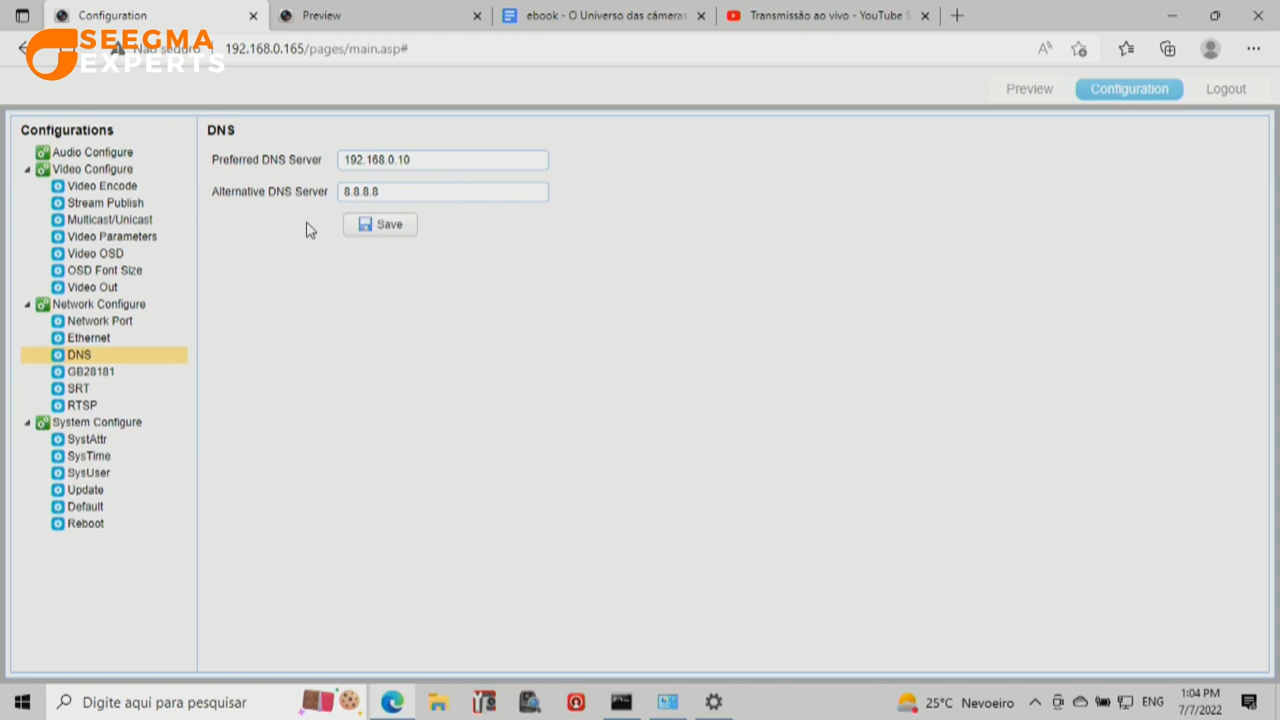 Configuration
Preview
ebook - O Universo das câmeras
Transmissão ao vivo - YouTube S
SEEGMA
EXPERTS
Não seguro
192.168.0.165/pages/main.asp#
Preview
Configuration
Logout
Configurations
Audio Configure
Video Configure
Video Encode
Stream Publish
Multicast/Unicast
Video Parameters
Video OSD
OSD Font Size
Video Out
Network Configure
Network Port
Ethernet
DNS
GB28181
SRT
RTSP
System Configure
SystAttr
SysTime
SysUser
Update
Default
Reboot
DNS
Preferred DNS Server 192.168.0.10
Alternative DNS Server 8.8.8.8
Save
Digite aqui para pesquisar
25°C Nevoeiro
ENG
1:04 PM
7/7/2022